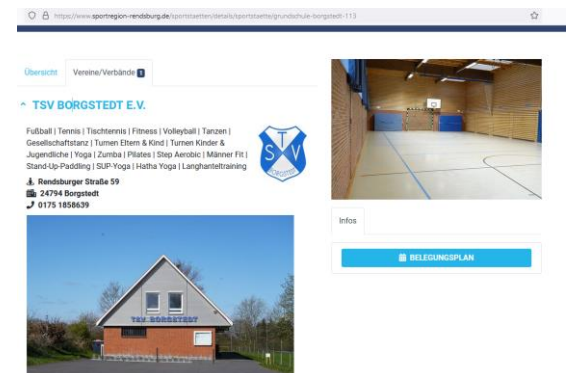 https://www.sportregion-rendsburg.de/sportstaetten/details/sportstaette/grundschule-borgstedt-113
Übersicht
Vereine/Verbände 1
TSV BORGSTEDT E.V.
Fußball | Tennis | Tischtennis | Fitness | Volleyball | Tanzen |
Gesellschaftstanz | Turnen Eltern & Kind | Turnen Kinder &
Jugendliche | Yoga | Zumba | Pilates | Step Aerobic | Männer Fit |
Stand-Up-Paddling | SUP-Yoga | Hatha Yoga | Langhanteltraining
TSV
BORGSTEDT
Rendsburger Straße 59
24794 Borgstedt
0175 1858639
TSV BORGSTEDT
Infos
BELEGUNGSPLAN